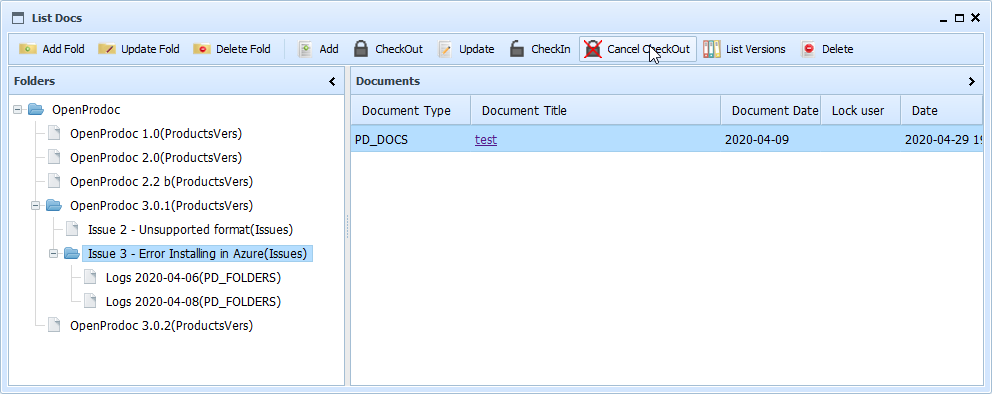 List Docs
Add Fold Update Fold Delete Fold Add CheckOut Update CheckIn Cancel CheckOut List Versions Delete
Folders
OpenProdoc
OpenProdoc 1.0(ProductsVers)
OpenProdoc 2.0(ProductsVers)
OpenProdoc 2.2 b(ProductsVers)
OpenProdoc 3.0.1(ProductsVers)
Issue 2 - Unsupported format(Issues)
Issue 3 - Error Installing in Azure(Issues)
Logs 2020-04-06(PD_FOLDERS)
Logs 2020-04-08(PD_FOLDERS)
OpenProdoc 3.0.2(ProductsVers)
Documents
Document Type Document Title Document Date Lock user Date
PD_DOCS test 2020-04-09 2020-04-29 19